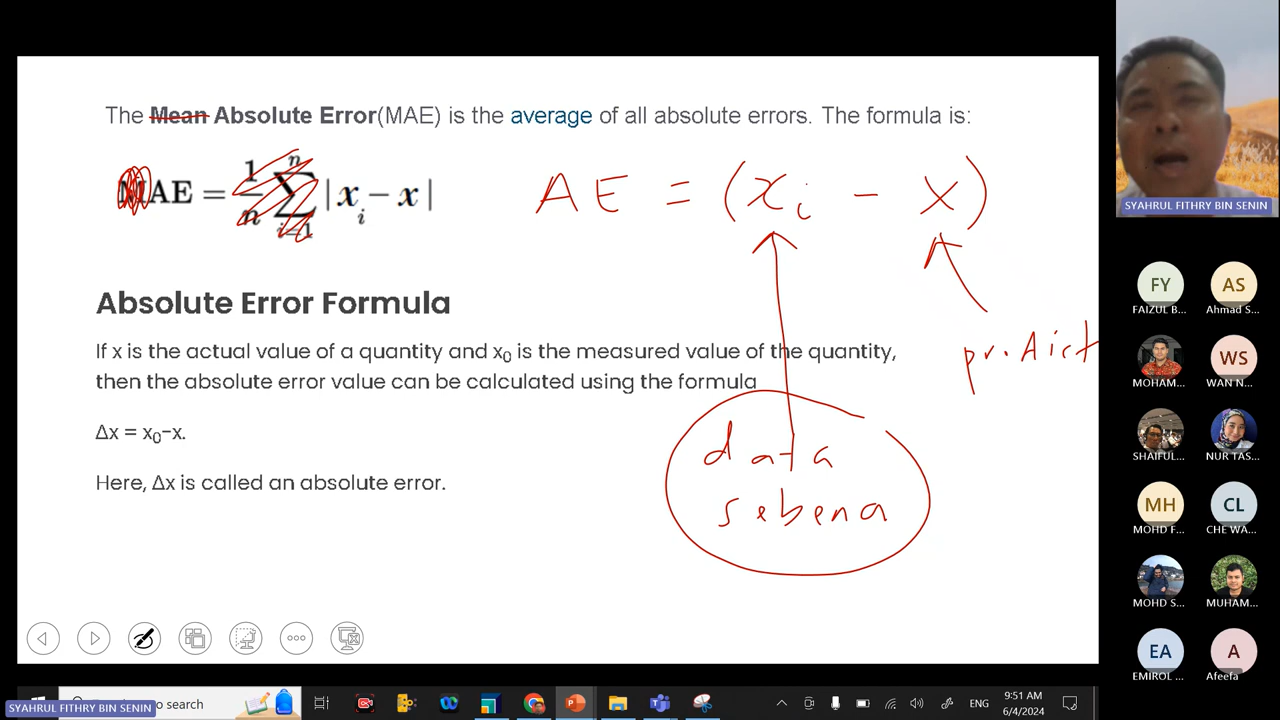 The Mean Absolute Error(MAE) is the average of all absolute errors. The formula is:
MAE = 1/n n∑i=1 |xi - x|
AE = (xi - x)
predict
Absolute Error Formula
If x is the actual value of a quantity and x0 is the measured value of the quantity,
then the absolute error value can be calculated using the formula
Δx = x0-x.
Here, Δx is called an absolute error.
data
sebena
SYAHRUL FITHRY BIN SENIN
FY
FAIZUL B...
AS
Ahmad S...
MOHAM...
WS
WAN N...
SHAIFUL...
NUR TAS...
MH
MOHD F...
CL
CHE WA...
MOHD S...
MUHAM...
EA
EMIROL ...
A
Afeefa
SYAHRUL FITHRY BIN SENIN
to search
ENG
9:51 AM
6/4/2024